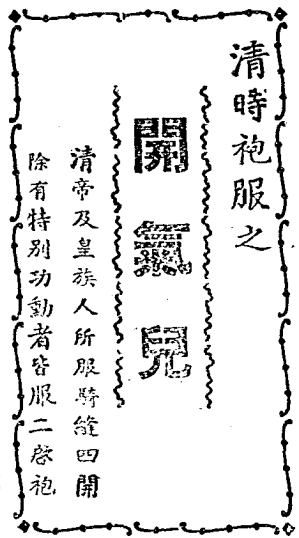 清時袍服之
開氣兒
清帝及皇族人所服騎縫四開
除有特別功勳者皆服二啓袍